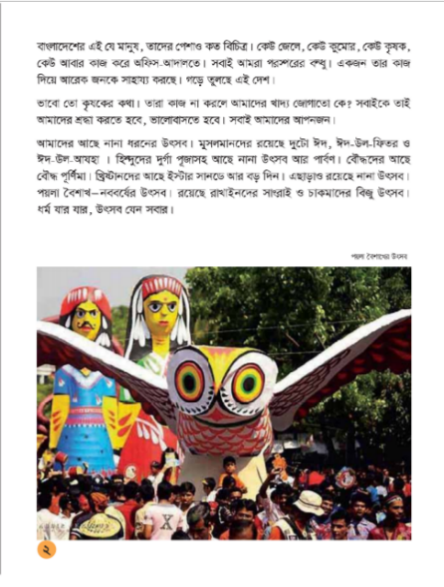 বাংলাদেশের এই যে মানুষ, তাদের পেশাও কত বিচিত্র। কেউ জেলে, কেউ কুমোর, কেউ কৃষক,
কেউ আবার কাজ করে অফিস-আদালতে। সবাই আমরা পরস্পরের বন্ধু। একজন তার কাজ
দিয়ে আরেক জনকে সাহায্য করছে। গড়ে তুলছে এই দেশ।
ভাবো তো কৃষকের কথা। তারা কাজ না করলে আমাদের খাদ্য জোগাতো কে? সবাইকে তাই
আমাদের শ্রদ্ধা করতে হবে, ভালোবাসতে হবে। সবাই আমাদের আপনজন।
আমাদের আছে নানা ধরনের উৎসব। মুসলমানদের রয়েছে দুটো ঈদ, ঈদ-উল-ফিতর ও
ঈদ-উল-আযহা । হিন্দুদের দুর্গা পূজাসহ আছে নানা উৎসব আর পার্বণ। বৌদ্ধদের আছে
বৌদ্ধ পূর্ণিমা। খ্রিষ্টানদের আছে ইস্টার সানডে আর বড় দিন। এছাড়াও রয়েছে নানা উৎসব।
পয়লা বৈশাখ—নববর্ষের উৎসব। রয়েছে রাখাইনদের সাংরাই ও চাকমাদের বিজু উৎসব।
ধর্ম যার যার, উৎসব যেন সবার।
পয়লা বৈশাখের উৎসব
২